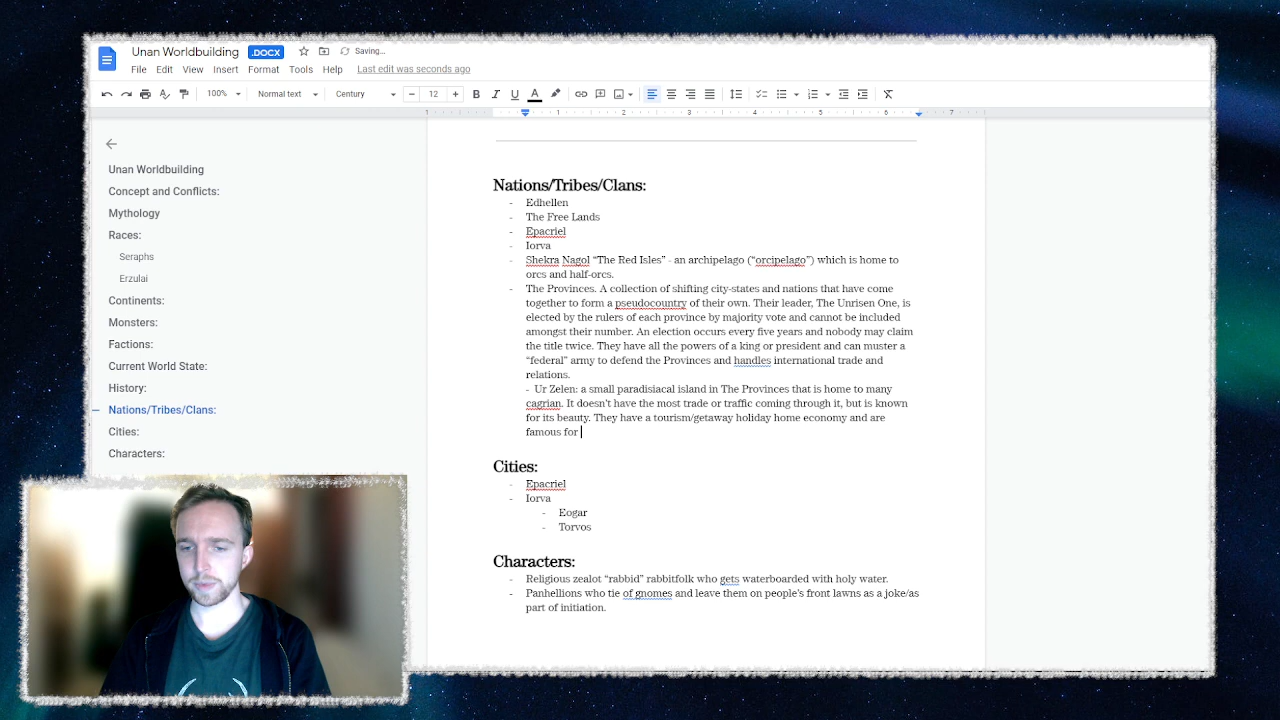 Unan Worldbuilding .DOCX Saving...
File Edit View Insert Format Tools Help Last edit was seconds ago
100% Normal text Century 12 B I U A
1 1 2 3 4 5 6 7
Unan Worldbuilding
Concept and Conflicts:
Mythology
Races:
Seraphs
Erzulai
Continents:
Monsters:
Factions:
Current World State:
History:
Nations/Tribes/Clans:
Cities:
Characters:
Nations/Tribes/Clans:
- Edhellen
- The Free Lands
- Epacriel
- Iorva
- Shekra Nagol “The Red Isles” - an archipelago (“orcipelago”) which is home to
orcs and half-orcs.
- The Provinces. A collection of shifting city-states and nations that have come
together to form a pseudocountry of their own. Their leader, The Unrisen One, is
elected by the rulers of each province by majority vote and cannot be included
amongst their number. An election occurs every five years and nobody may claim
the title twice. They have all the powers of a king or president and can muster a
“federal” army to defend the Provinces and handles international trade and
relations.
- Ur Zelen: a small paradisiacal island in The Provinces that is home to many
cagrian. It doesn’t have the most trade or traffic coming through it, but is known
for its beauty. They have a tourism/getaway holiday home economy and are
famous for
Cities:
- Epacriel
- Iorva
- Eogar
- Torvos
Characters:
- Religious zealot “rabbid” rabbitfolk who gets waterboarded with holy water.
- Panhellions who tie of gnomes and leave them on people’s front lawns as a joke/as
part of initiation.